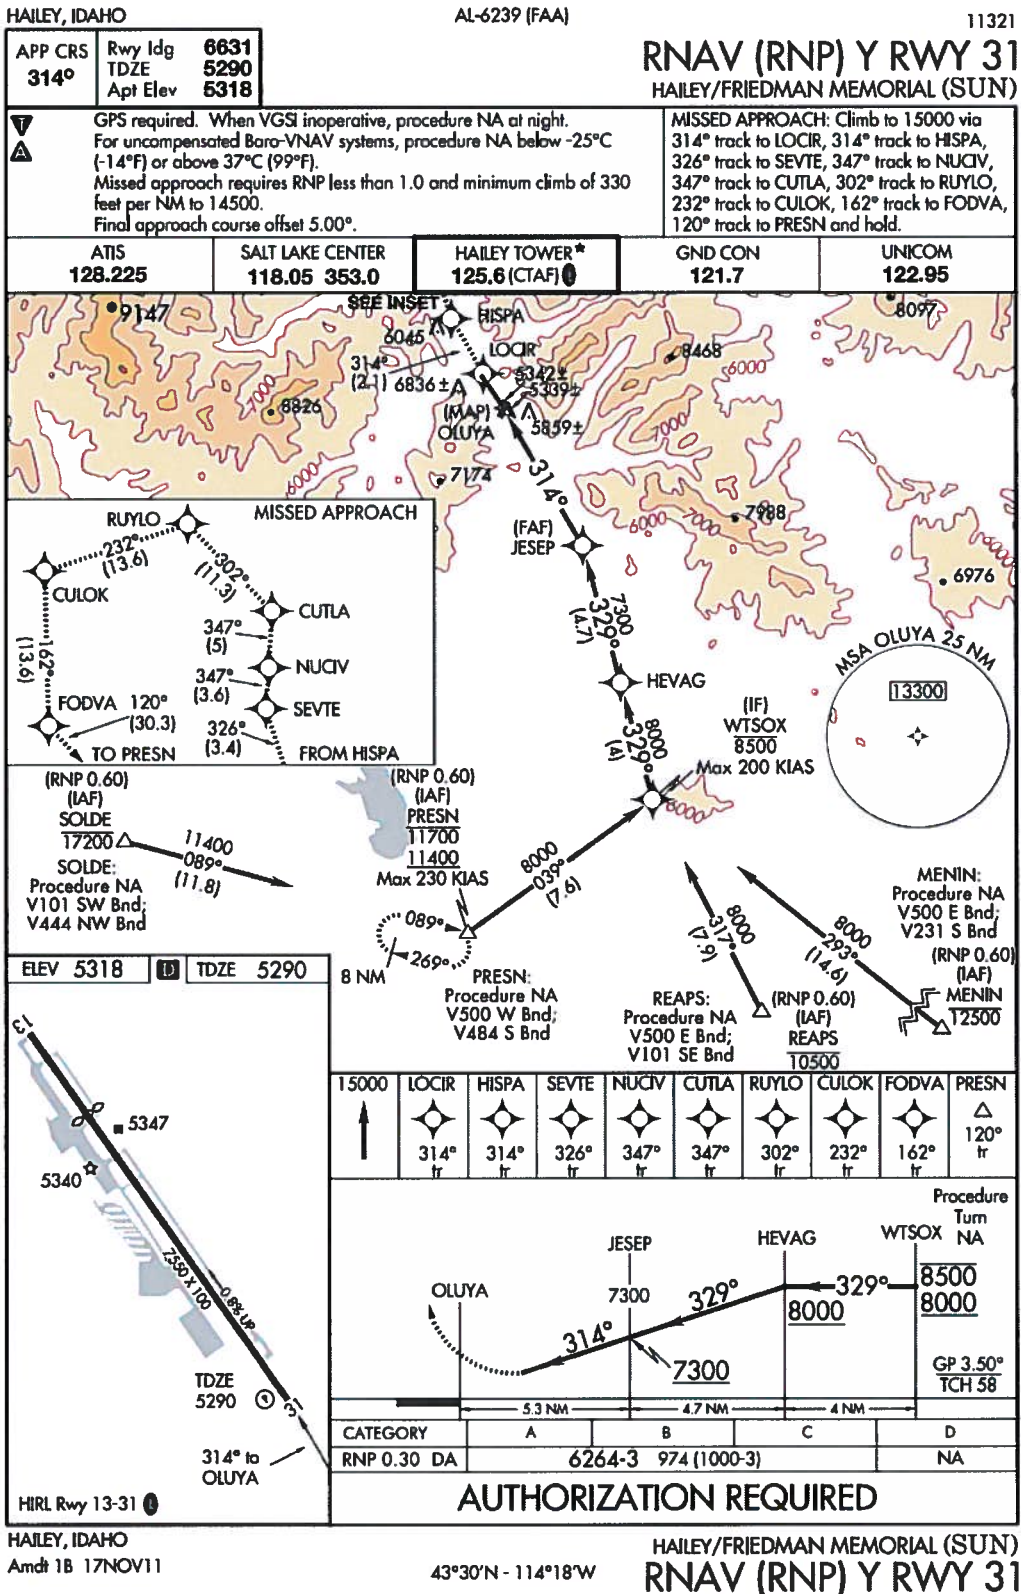 HAILEY, IDAHO
AL-6239 (FAA)
11321
APP CRS
314°
Rwy ldg 6631
TDZE 5290
Apt Elev 5318
RNAV (RNP) Y RWY 31
HAILEY/FRIEDMAN MEMORIAL (SUN)
T
A
GPS required. When VGSI inoperative, procedure NA at night.
For uncompensated Baro-VNAV systems, procedure NA below -25°C
(-14°F) or above 37°C (99°F).
Missed approach requires RNP less than 1.0 and minimum climb of 330
feet per NM to 14500.
Final approach course offset 5.00°.
MISSED APPROACH: Climb to 15000 via
314° track to LOCIR, 314° track to HISPA,
326° track to SEVTE, 347° track to NUCIV,
347° track to CUTLA, 302° track to RUYLO,
232° track to CULOK, 162° track to FODVA,
120° track to PRESN and hold.
ATIS
128.225
SALT LAKE CENTER
118.05 353.0
HAILEY TOWER*
125.6 (CTAF) L
GND CON
121.7
UNICOM
122.95
9147
SEE INSET
HISPA
6045
8097
LOCIR
314°
(2.1)
6836±
5342±
5339±
8468
6000
7000
8826
(MAP)
OLUYA
5859±
7000
6000
7174
314°
(FAF)
JESEP
6000
7000
7988
6000
6976
MISSED APPROACH
RUYLO
232°
(13.6)
302°
(11.3)
CULOK
CUTLA
347°
(5)
162°
(13.6)
NUCIV
347°
(3.6)
FODVA
120°
(30.3)
SEVTE
326°
(3.4)
TO PRESN
FROM HISPA
7300
329°
(4.7)
HEVAG
8000
329°
(4)
(IF)
WTSOX
8500
Max 200 KIAS
6000
MSA OLUYA 25 NM
13300
(RNP 0.60)
(IAF)
SOLDE
17200
11400
089°
(11.8)
SOLDE:
Procedure NA
V101 SW Bnd;
V444 NW Bnd
(RNP 0.60)
(IAF)
PRESN
11700
11400
Max 230 KIAS
8000
039°
(7.6)
089°
269°
8 NM
PRESN:
Procedure NA
V500 W Bnd;
V484 S Bnd
8000
317°
(7.9)
REAPS:
Procedure NA
V500 E Bnd;
V101 SE Bnd
(RNP 0.60)
(IAF)
REAPS
10500
8000
293°
(14.6)
MENIN:
Procedure NA
V500 E Bnd;
V231 S Bnd
(RNP 0.60)
(IAF)
MENIN
12500
ELEV 5318
D
TDZE 5290
13
5347
5340
7550 X 100
0.8% UP
TDZE
5290
31
314° to
OLUYA
HIRL Rwy 13-31 L
15000
LOCIR
314°
tr
HISPA
314°
tr
SEVTE
326°
tr
NUCIV
347°
tr
CUTLA
347°
tr
RUYLO
302°
tr
CULOK
232°
tr
FODVA
162°
tr
PRESN
120°
tr
Procedure
Turn
NA
OLUYA
JESEP
HEVAG
WTSOX
7300
314°
329°
329°
8500
8000
8000
7300
GP 3.50°
TCH 58
5.3 NM
4.7 NM
4 NM
CATEGORY A B C D
RNP 0.30 DA 6264-3 974 (1000-3) NA
AUTHORIZATION REQUIRED
HAILEY, IDAHO
Amdt 1B 17NOV11
43°30'N - 114°18'W
HAILEY/FRIEDMAN MEMORIAL (SUN)
RNAV (RNP) Y RWY 31